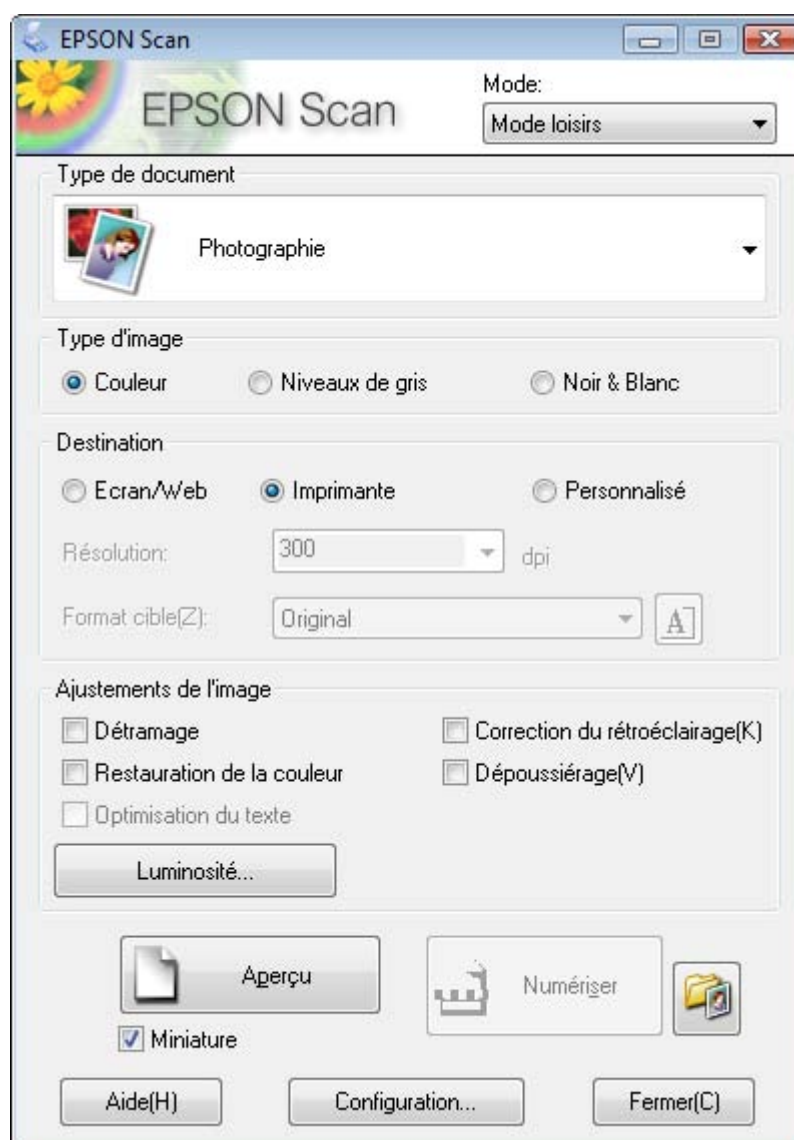 EPSON Scan
EPSON Scan
Mode:
Mode loisirs
Type de document
Photographie
Type d'image
Couleur
Niveaux de gris
Noir & Blanc
Destination
Ecran/Web
Imprimante
Personnalisé
Résolution:
300
dpi
Format cible(Z):
Original
A
Ajustements de l'image
Détramage
Correction du rétroéclairage(K)
Restauration de la couleur
Dépoussiérage(V)
Optimisation du texte
Luminosité...
Aperçu
Numériser
Miniature
Aide(H)
Configuration...
Fermer(C)